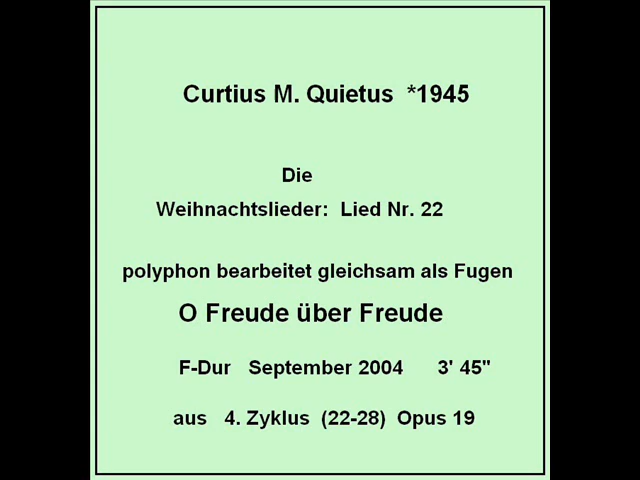 Curtius M. Quietus *1945
Die
Weihnachtslieder: Lied Nr. 22
polyphon bearbeitet gleichsam als Fugen
O Freude über Freude
F-Dur September 2004 3' 45"
aus 4. Zyklus (22-28) Opus 19